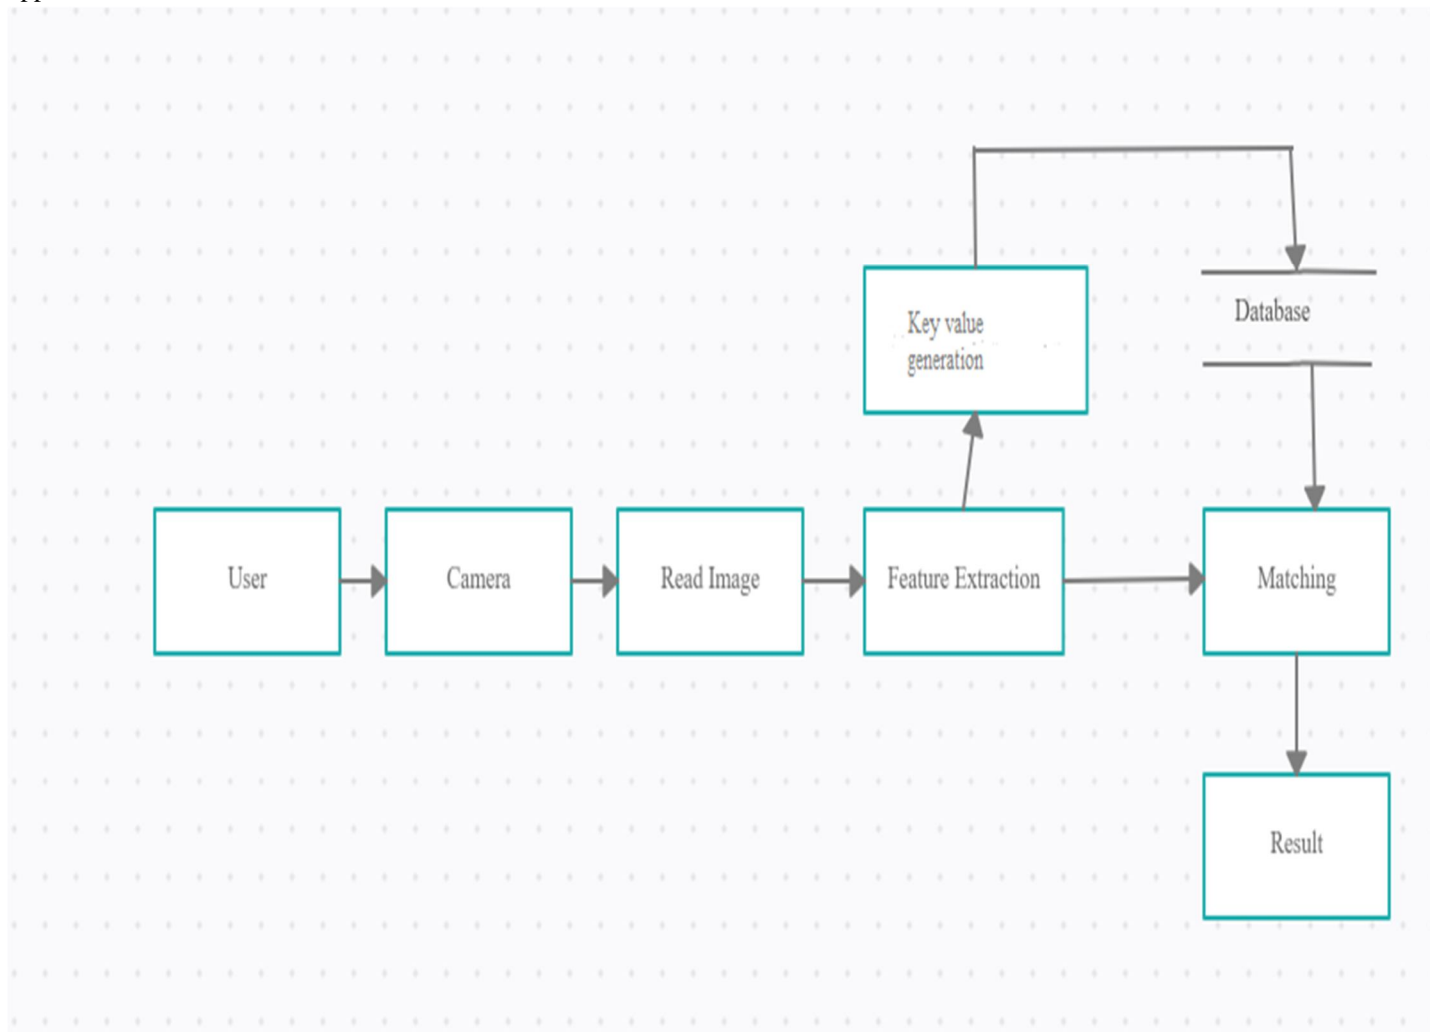 Key value
generation
Database
User
Camera
Read Image
Feature Extraction
Matching
Result